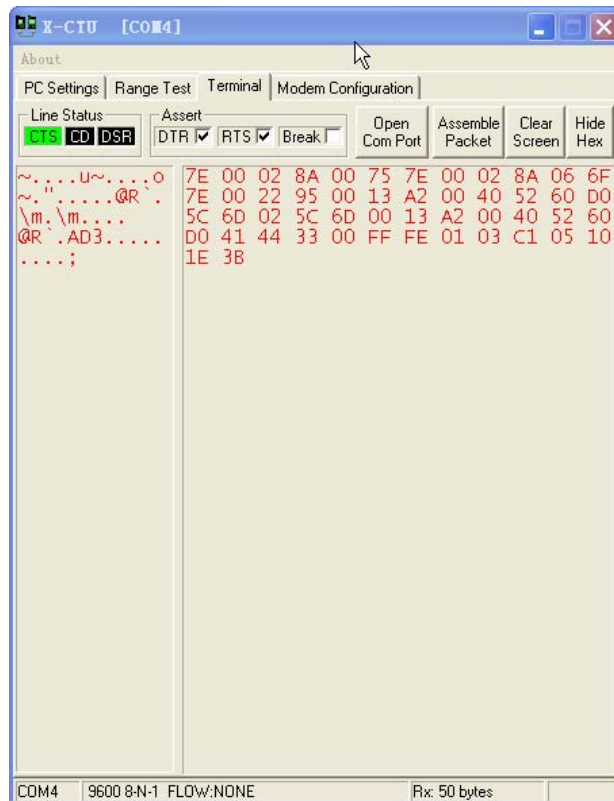 X-CTU [COM4]
About
PC Settings Range Test Terminal Modem Configuration
Line Status Assert
CTS CD DSR DTR RTS Break
Open Com Port Assemble Packet Clear Screen Hide Hex
~....u~....o 7E 00 02 8A 00 75 7E 00 02 8A 06 6F
~."......@R`. 7E 00 22 95 00 13 A2 00 40 52 60 D0
\m.\m.... 5C 6D 02 5C 6D 00 13 A2 00 40 52 60
@R`.AD3..... D0 41 44 33 00 FF FE 01 03 C1 05 10
....; 1E 3B
COM4 9600 8-N-1 FLOW:NONE Rx: 50 bytes